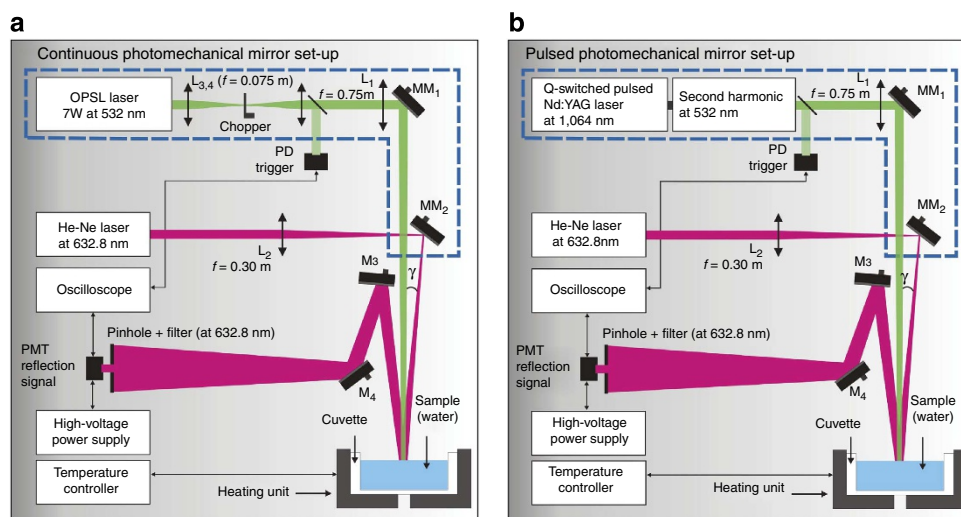 a
Continuous photomechanical mirror set-up
OPSL laser
7W at 532 nm
L3,4 (f = 0.075 m)
Chopper
L1
f = 0.75m
MM1
PD
trigger
MM2
He-Ne laser
at 632.8 nm
L2
f = 0.30 m
M3
γ
Oscilloscope
Pinhole + filter (at 632.8 nm)
PMT
reflection
signal
M4
High-voltage
power supply
Cuvette
Sample
(water)
Temperature
controller
Heating unit
b
Pulsed photomechanical mirror set-up
Q-switched pulsed
Nd:YAG laser
at 1,064 nm
Second harmonic
at 532 nm
L1
f = 0.75 m
MM1
PD
trigger
MM2
He-Ne laser
at 632.8nm
L2
f = 0.30 m
M3
γ
Oscilloscope
Pinhole + filter (at 632.8 nm)
PMT
reflection
signal
M4
High-voltage
power supply
Cuvette
Sample
(water)
Temperature
controller
Heating unit